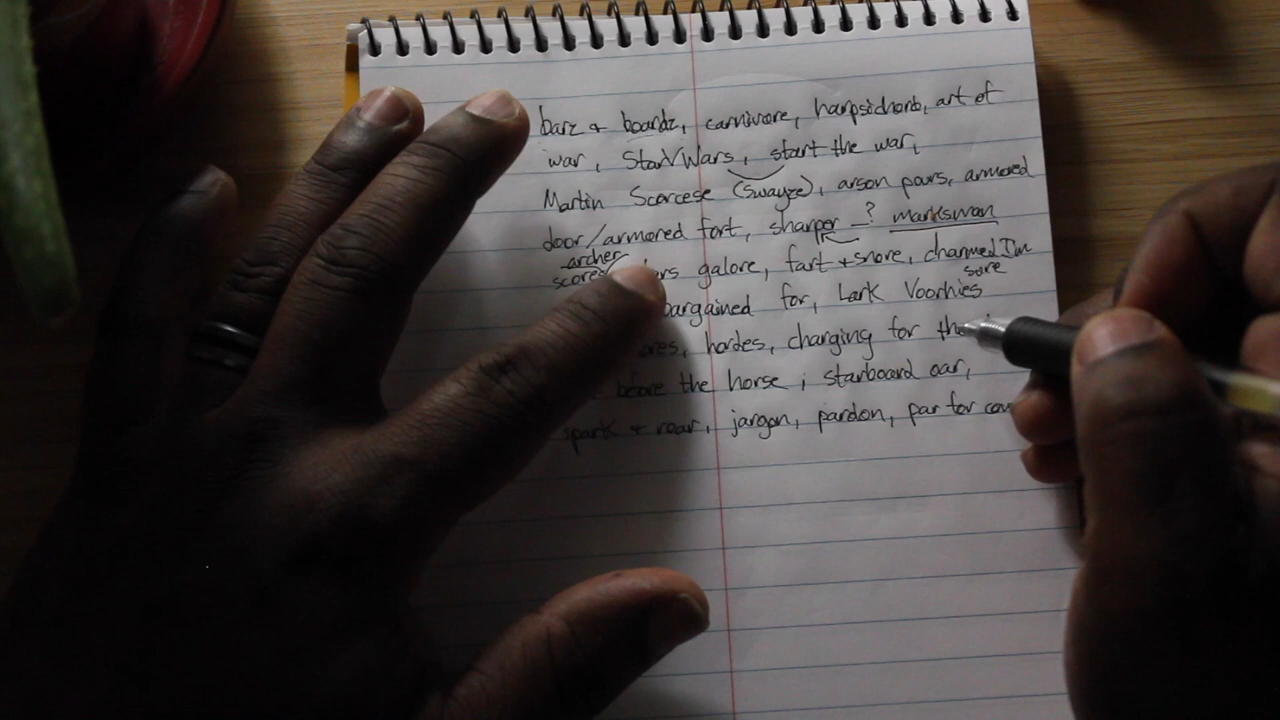 barz + boardz, carnivore, harpsichord, art of
war, Star Wars, start the war,
Martin Scorcese (swayze), arson pours, armored
door/armored fort, sharper _? marksman
archer
scores galore, fart + snore, charmed I'm
sore
bargained for, Lark Voorhies
hordes, charging for
before the horse, starboard oar,
spark + roar, jargon, pardon, par for